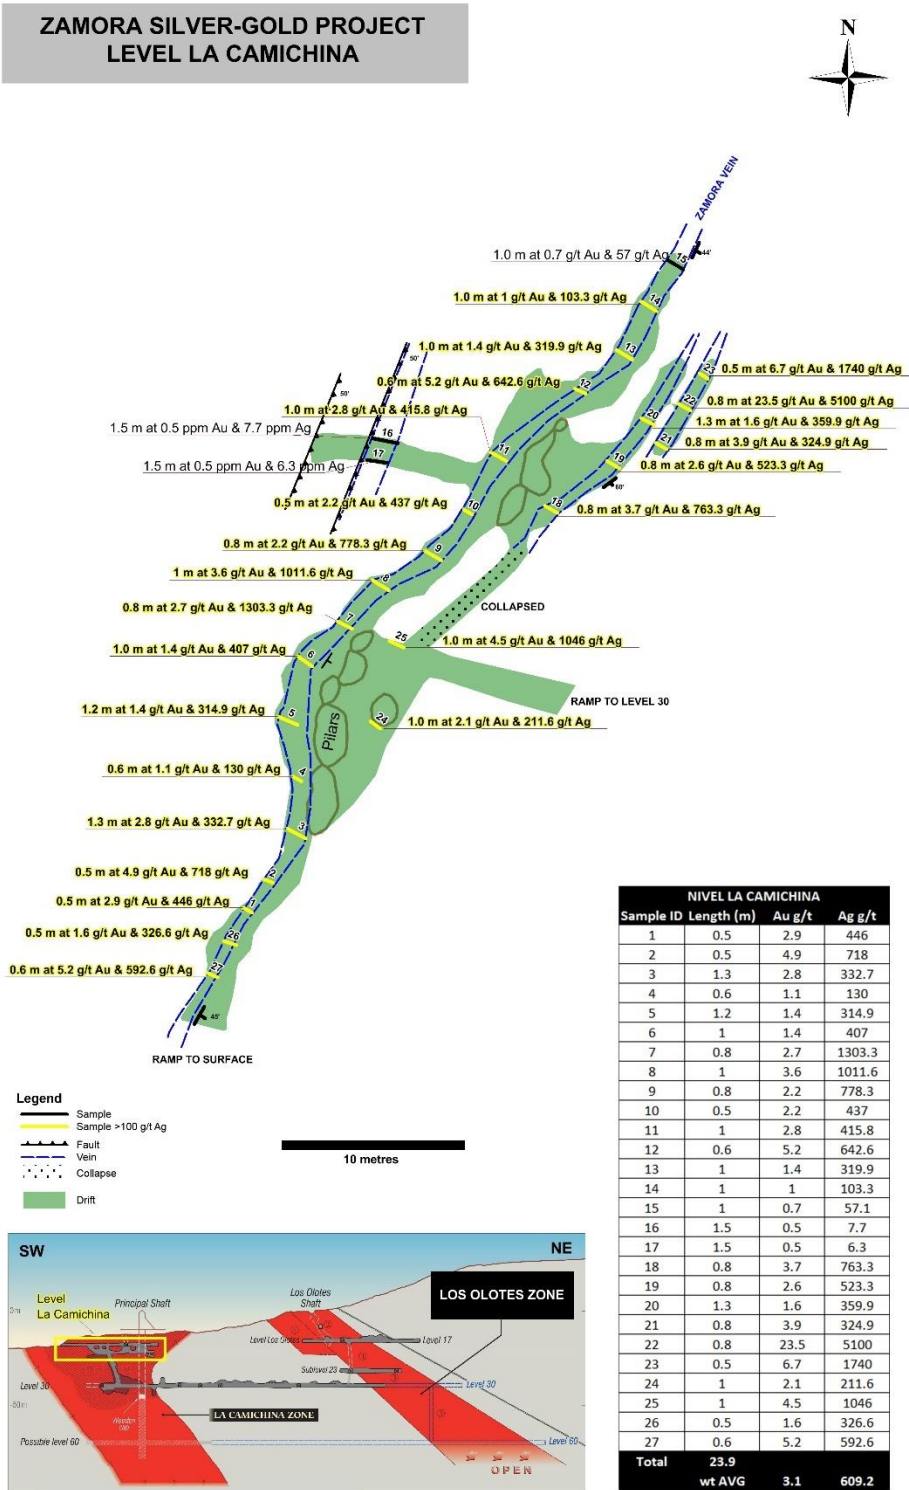 ZAMORA SILVER-GOLD PROJECT
LEVEL LA CAMICHINA
N
ZAMORA VEIN
1.0 m at 0.7 g/t Au & 57 g/t Ag
15
44'
1.0 m at 1 g/t Au & 103.3 g/t Ag
14
1.0 m at 1.4 g/t Au & 319.9 g/t Ag
13
50'
0.6 m at 5.2 g/t Au & 642.6 g/t Ag
12
23
0.5 m at 6.7 g/t Au & 1740 g/t Ag
50'
1.0 m at 2.8 g/t Au & 415.8 g/t Ag
22
0.8 m at 23.5 g/t Au & 5100 g/t Ag
20
1.3 m at 1.6 g/t Au & 359.9 g/t Ag
1.5 m at 0.5 ppm Au & 7.7 ppm Ag
16
21
0.8 m at 3.9 g/t Au & 324.9 g/t Ag
11
17
1.5 m at 0.5 ppm Au & 6.3 ppm Ag
19
0.8 m at 2.6 g/t Au & 523.3 g/t Ag
60'
0.5 m at 2.2 g/t Au & 437 g/t Ag
10
18
0.8 m at 3.7 g/t Au & 763.3 g/t Ag
0.8 m at 2.2 g/t Au & 778.3 g/t Ag
9
1 m at 3.6 g/t Au & 1011.6 g/t Ag
8
COLLAPSED
0.8 m at 2.7 g/t Au & 1303.3 g/t Ag
7
25
1.0 m at 4.5 g/t Au & 1046 g/t Ag
1.0 m at 1.4 g/t Au & 407 g/t Ag
6
RAMP TO LEVEL 30
1.2 m at 1.4 g/t Au & 314.9 g/t Ag
5
Pilars
24
1.0 m at 2.1 g/t Au & 211.6 g/t Ag
0.6 m at 1.1 g/t Au & 130 g/t Ag
4
1.3 m at 2.8 g/t Au & 332.7 g/t Ag
3
0.5 m at 4.9 g/t Au & 718 g/t Ag
2
0.5 m at 2.9 g/t Au & 446 g/t Ag
1
0.5 m at 1.6 g/t Au & 326.6 g/t Ag
26
0.6 m at 5.2 g/t Au & 592.6 g/t Ag
27
45'
RAMP TO SURFACE
Legend
Sample
Sample >100 g/t Ag
Fault
Vein
Collapse
Drift
10 metres
NIVEL LA CAMICHINA
Sample ID Length (m) Au g/t Ag g/t
1 0.5 2.9 446
2 0.5 4.9 718
3 1.3 2.8 332.7
4 0.6 1.1 130
5 1.2 1.4 314.9
6 1 1.4 407
7 0.8 2.7 1303.3
8 1 3.6 1011.6
9 0.8 2.2 778.3
10 0.5 2.2 437
11 1 2.8 415.8
12 0.6 5.2 642.6
13 1 1.4 319.9
14 1 1 103.3
15 1 0.7 57.1
16 1.5 0.5 7.7
17 1.5 0.5 6.3
18 0.8 3.7 763.3
19 0.8 2.6 523.3
20 1.3 1.6 359.9
21 0.8 3.9 324.9
22 0.8 23.5 5100
23 0.5 6.7 1740
24 1 2.1 211.6
25 1 4.5 1046
26 0.5 1.6 326.6
27 0.6 5.2 592.6
Total 23.9
wt AVG 3.1 609.2
SW
NE
Level
La Camichina
Principal Shaft
Los Olotes
Shaft
LOS OLOTES ZONE
0m
Level Los Olotes
Level 17
Sublevel 23
Level 30
Level 30
LA CAMICHINA ZONE
Possible level 60
Level 60
OPEN